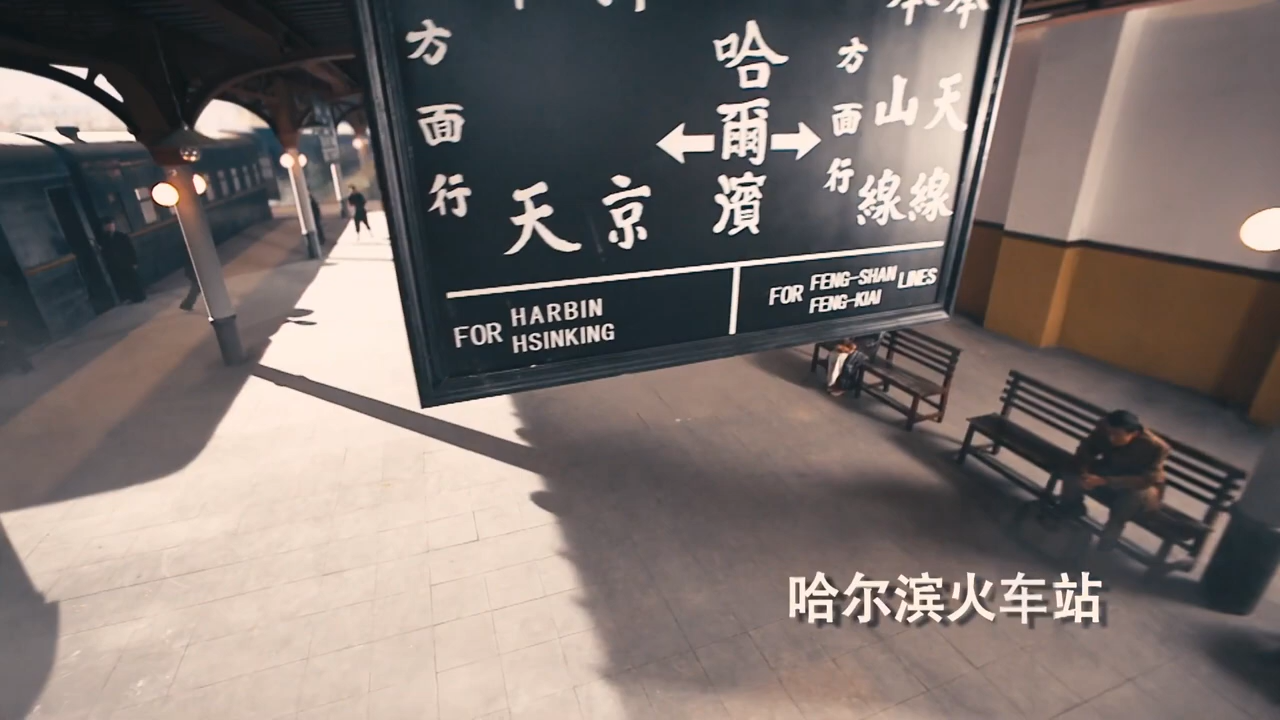 方面行
天京
哈爾濱
方面行
山線
天線
FOR HARBIN
HSINKING
FOR FENG-SHAN LINES
FENG-KIAI
哈尔滨火车站